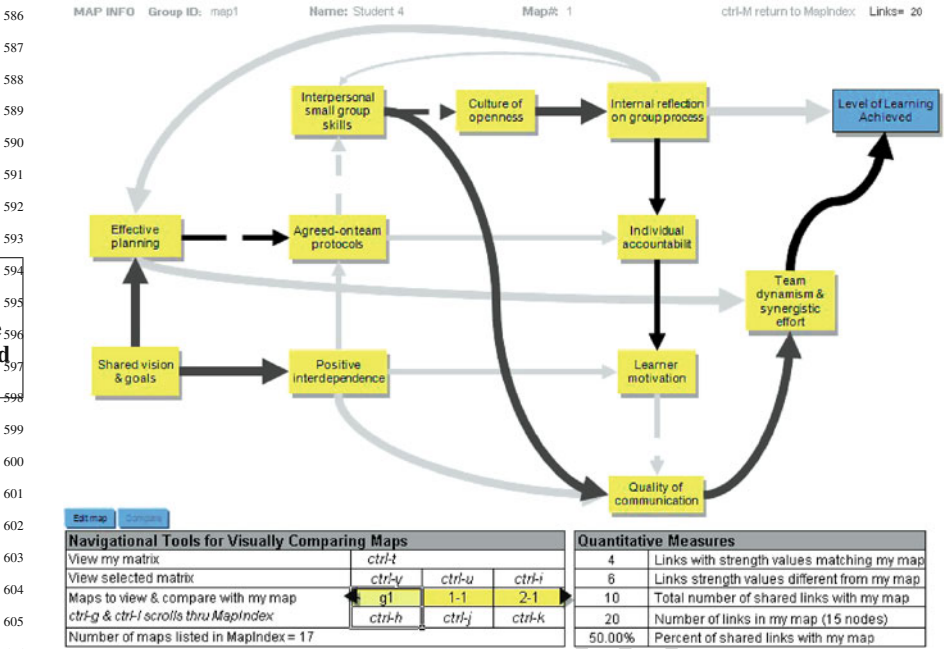 586
MAP INFO Group ID: map1 Name: Student 4 Map#: 1 ctrl-M return to MapIndex Links= 20
587
588
Interpersonal
small group
skills
Culture of
openness
Internal reflection
on group process
Level of Learning
Achieved
589
590
591
592
Effective
planning
Agreed-on team
protocols
Individual
accountabilit
593
594
Team
dynamism &
synergistic
effort
595
596
d
Shared vision
& goals
Positive
interdependence
Learner
motivation
597
598
599
600
Quality of
communication
601
Edit map Compare
602
Navigational Tools for Visually Comparing Maps
View my matrix ctrl-t
View selected matrix ctrl-y ctrl-u ctrl-i
Maps to view & compare with my map g1 1-1 2-1
ctrl-g & ctrl-l scrolls thru MapIndex ctrl-h ctrl-j ctrl-k
Number of maps listed in MapIndex = 17
Quantitative Measures
4 Links with strength values matching my map
6 Links strength values different from my map
10 Total number of shared links with my map
20 Number of links in my map (15 nodes)
50.00% Percent of shared links with my map
603
604
605